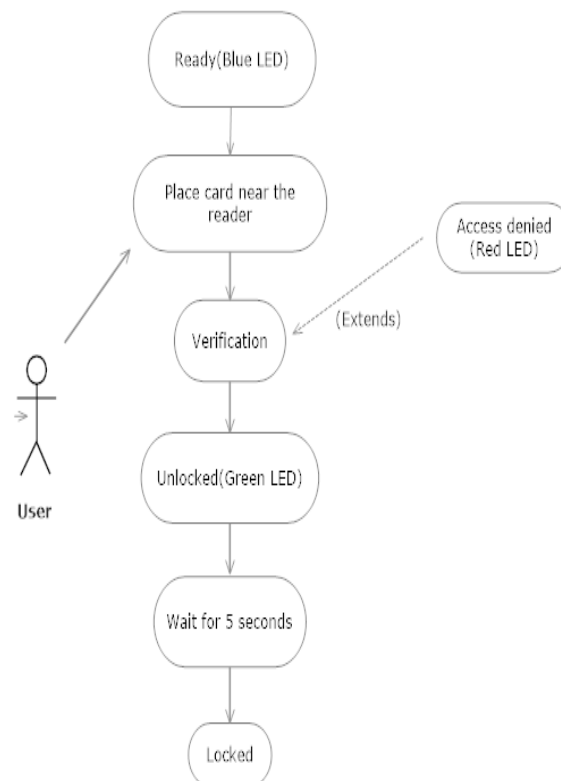 Ready(Blue LED)
Place card near the
reader
Access denied
(Red LED)
(Extends)
Verification
Unlocked(Green LED)
User
Wait for 5 seconds
Locked